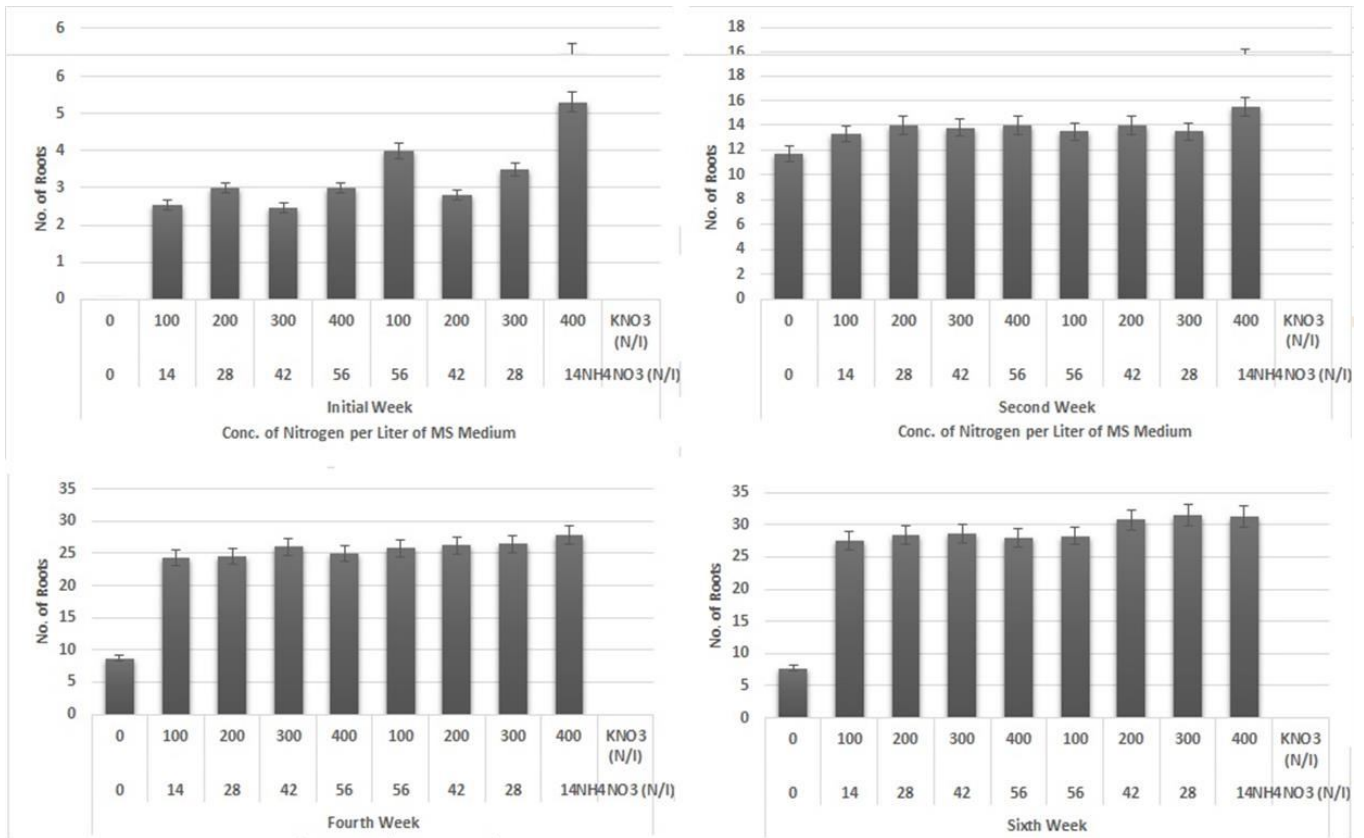 6
6
5
4
3
2
1
0
No. of Roots
0 100 200 300 400 100 200 300 400 KNO3
(N/l)
0 14 28 42 56 56 42 28 14NH4NO3 (N/l)
Initial Week
Conc. of Nitrogen per Liter of MS Medium
18
16
16
14
12
10
8
6
4
2
0
No. of Roots
0 100 200 300 400 100 200 300 400 KNO3
(N/l)
0 14 28 42 56 56 42 28 14NH4NO3 (N/l)
Second Week
Conc. of Nitrogen per Liter of MS Medium
35
30
25
20
15
10
5
0
No. of Roots
0 100 200 300 400 100 200 300 400 KNO3
(N/l)
0 14 28 42 56 56 42 28 14NH4NO3 (N/l)
Fourth Week
35
30
25
20
15
10
5
0
No. of Roots
0 100 200 300 400 100 200 300 400 KNO3
(N/l)
0 14 28 42 56 56 42 28 14NH4NO3 (N/l)
Sixth Week